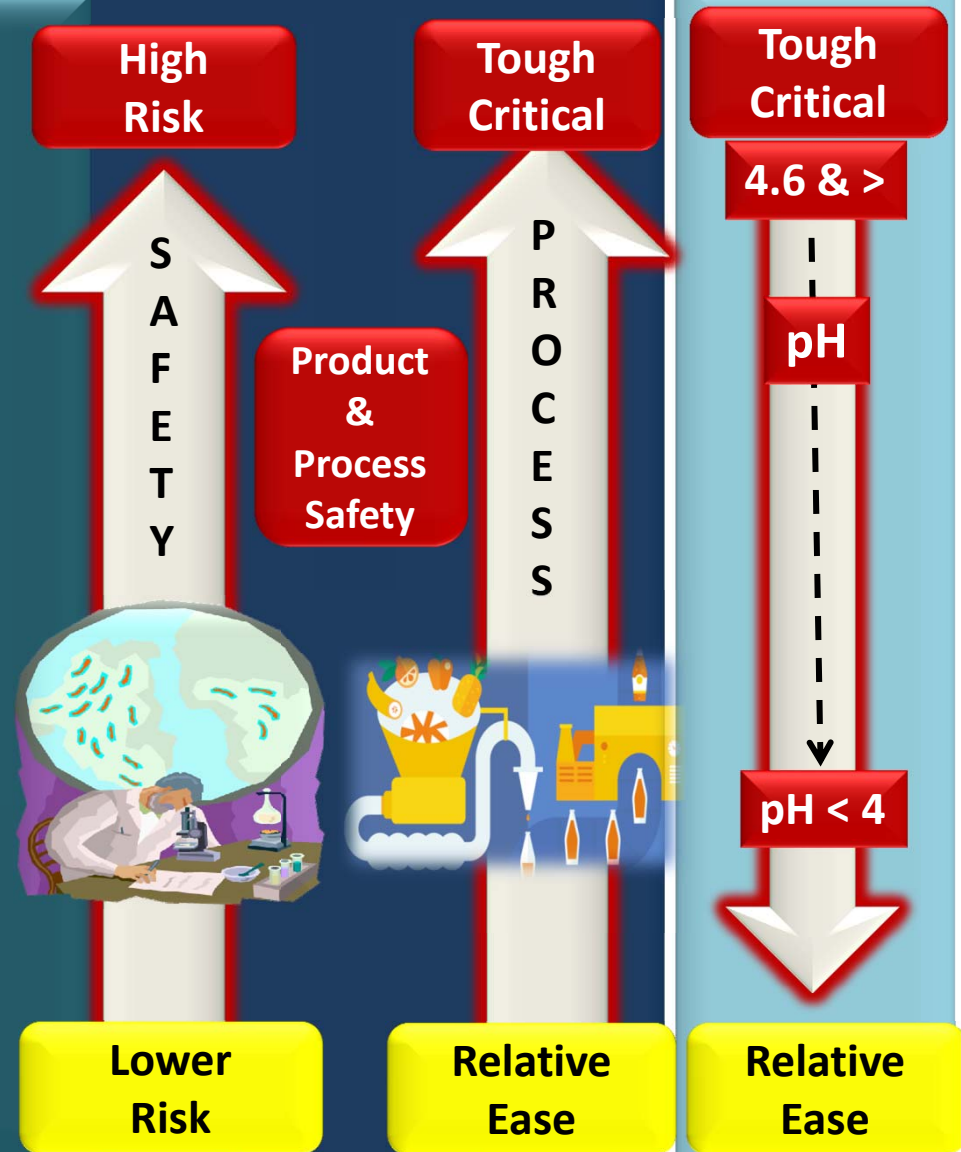 High
Risk
Tough
Critical
Tough
Critical
4.6 & >
S
A
F
E
T
Y
P
R
O
C
E
S
S
pH
Product
&
Process
Safety
pH < 4
Lower
Risk
Relative
Ease
Relative
Ease